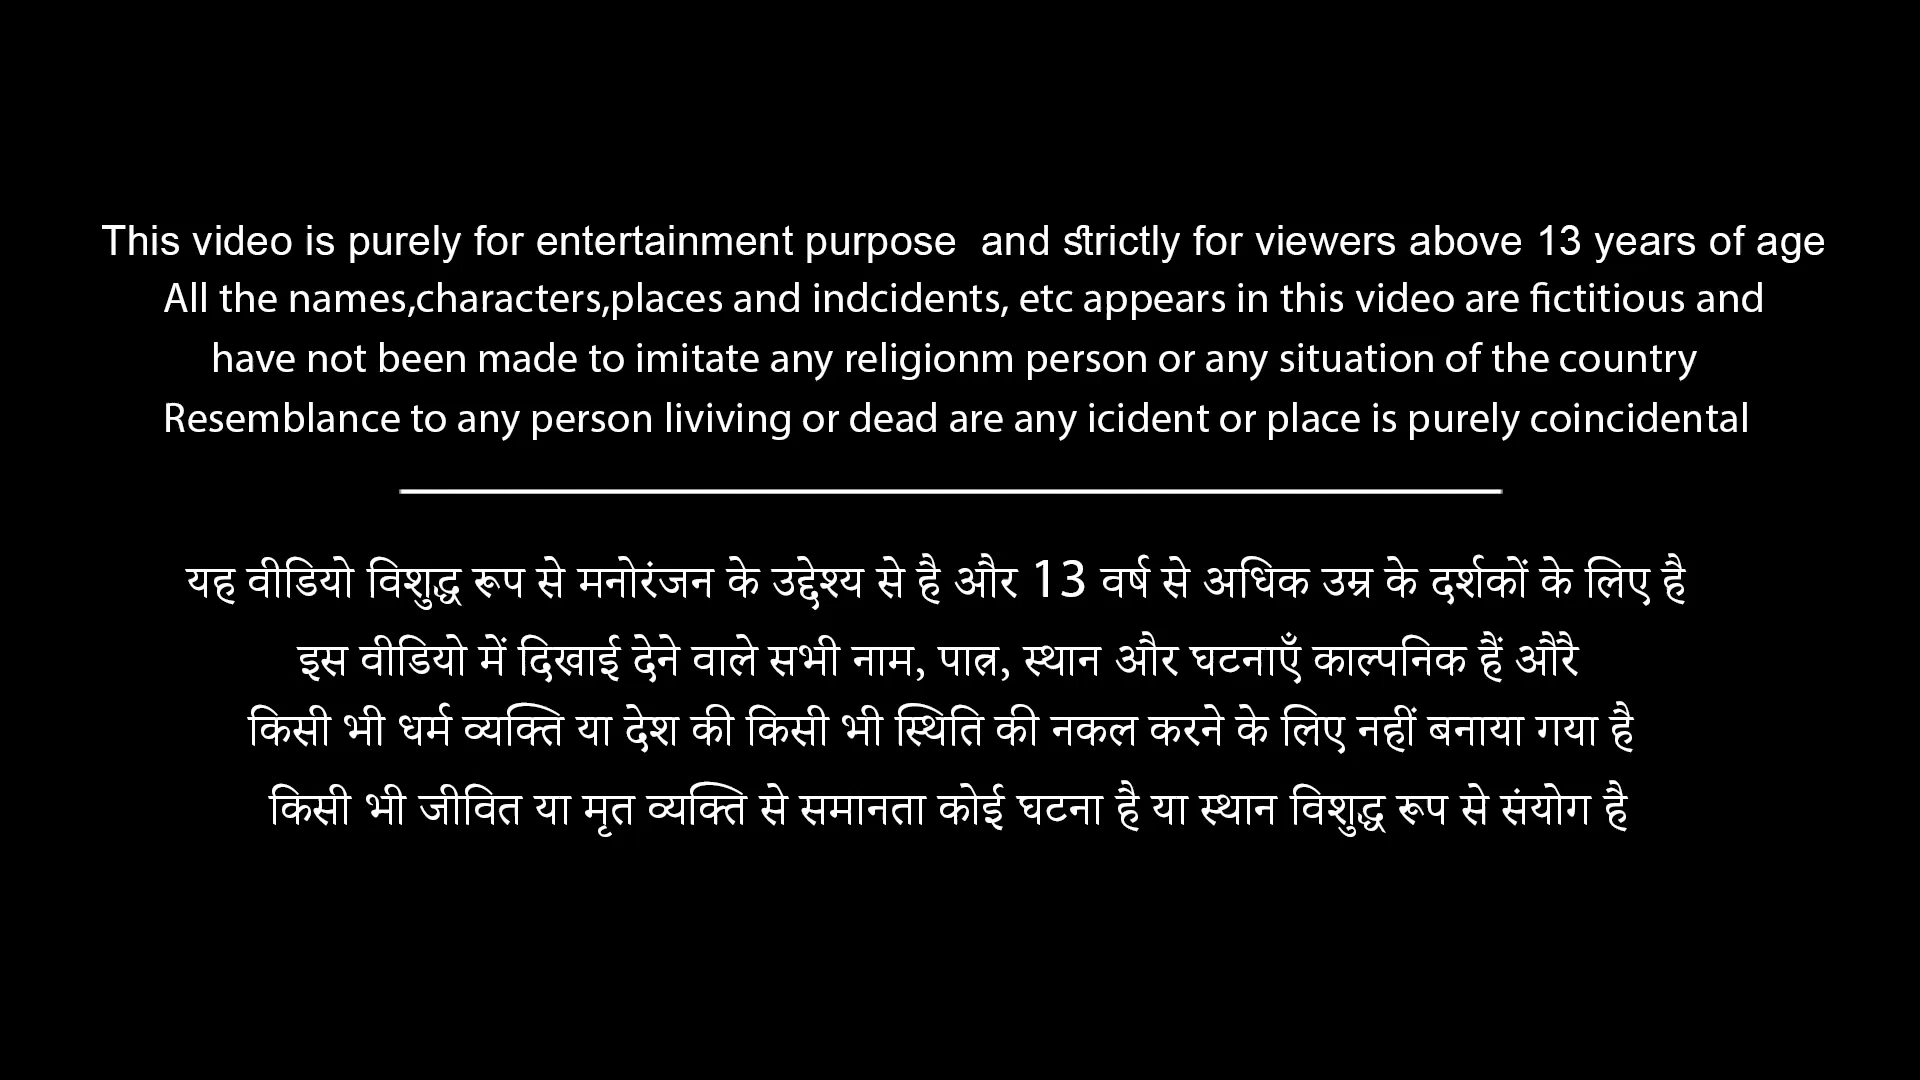 This video is purely for entertainment purpose  and strictly for viewers above 13 years of age
All the names,characters,places and indcidents, etc appears in this video are fictitious and
have not been made to imitate any religionm person or any situation of the country
Resemblance to any person liviving or dead are any icident or place is purely coincidental
यह वीडियो विशुद्ध रूप से मनोरंजन के उद्देश्य से है और 13 वर्ष से अधिक उम्र के दर्शकों के लिए है
इस वीडियो में दिखाई देने वाले सभी नाम, पात्र, स्थान और घटनाएँ काल्पनिक हैं औरै
किसी भी धर्म व्यक्ति या देश की किसी भी स्थिति की नकल करने के लिए नहीं बनाया गया है
किसी भी जीवित या मृत व्यक्ति से समानता कोई घटना है या स्थान विशुद्ध रूप से संयोग है